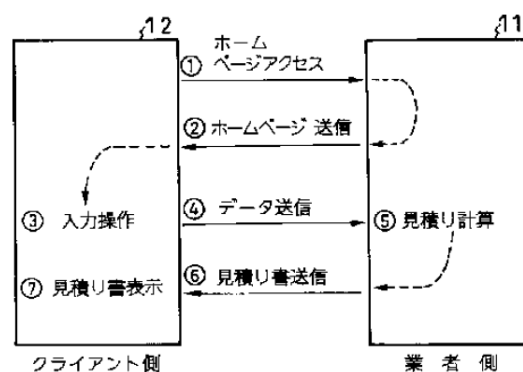 12
11
ホーム
① ページアクセス
② ホームページ 送信
③ 入力操作
④ データ送信
⑤ 見積り計算
⑥ 見積り書送信
⑦ 見積り書表示
クライアント側
業者側